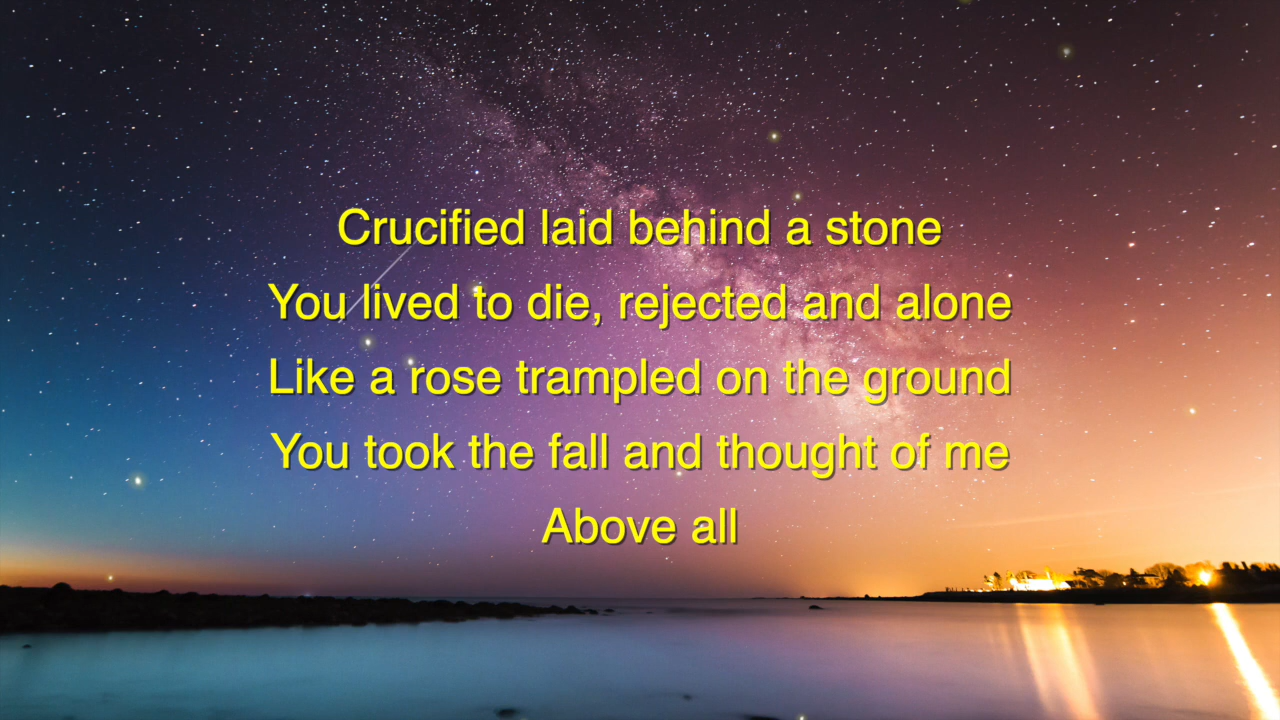 Crucified laid behind a stone
You lived to die, rejected and alone
Like a rose trampled on the ground
You took the fall and thought of me
Above all